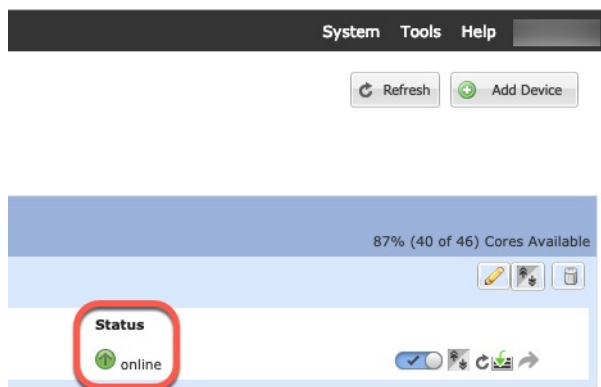 System Tools Help
Refresh Add Device
87% (40 of 46) Cores Available
Status
online